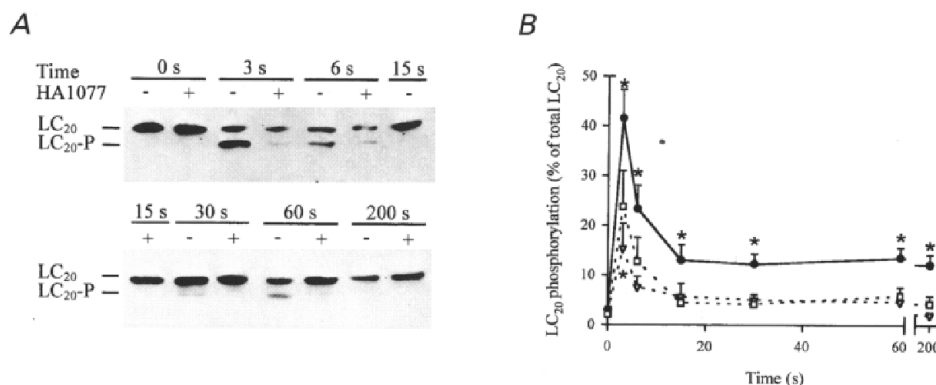 A
Time 0 s 3 s 6 s 15 s
HA1077 - + - + - + -
LC20
LC20-P
15 s 30 s 60 s 200 s
+ - + - + - +
LC20
LC20-P
B
LC20 phosphorylation (% of total LC20)
50
40
30
20
10
0
* * * * * * *
0 20 40 60 200
Time (s)